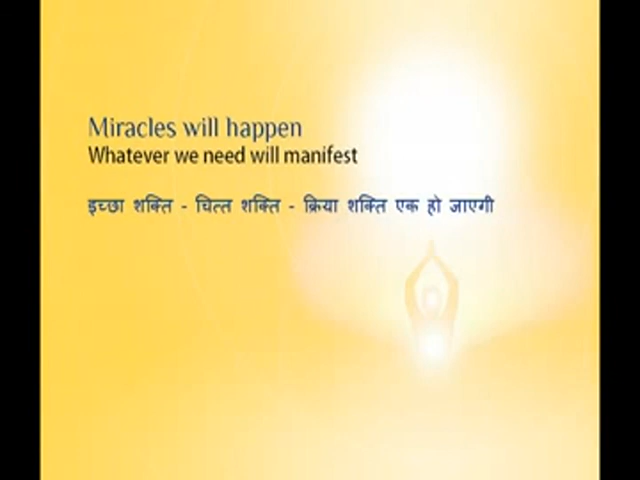 Miracles will happen
Whatever we need will manifest
इच्छा शक्ति - चित्त शक्ति - क्रिया शक्ति एक हो जाएगी